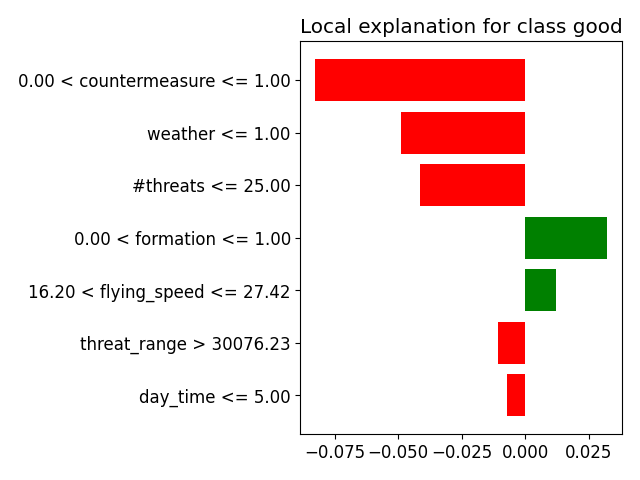 Local explanation for class good
0.00 < countermeasure <= 1.00
weather <= 1.00
#threats <= 25.00
0.00 < formation <= 1.00
16.20 < flying_speed <= 27.42
threat_range > 30076.23
day_time <= 5.00
−0.075 −0.050 −0.025 0.000 0.025